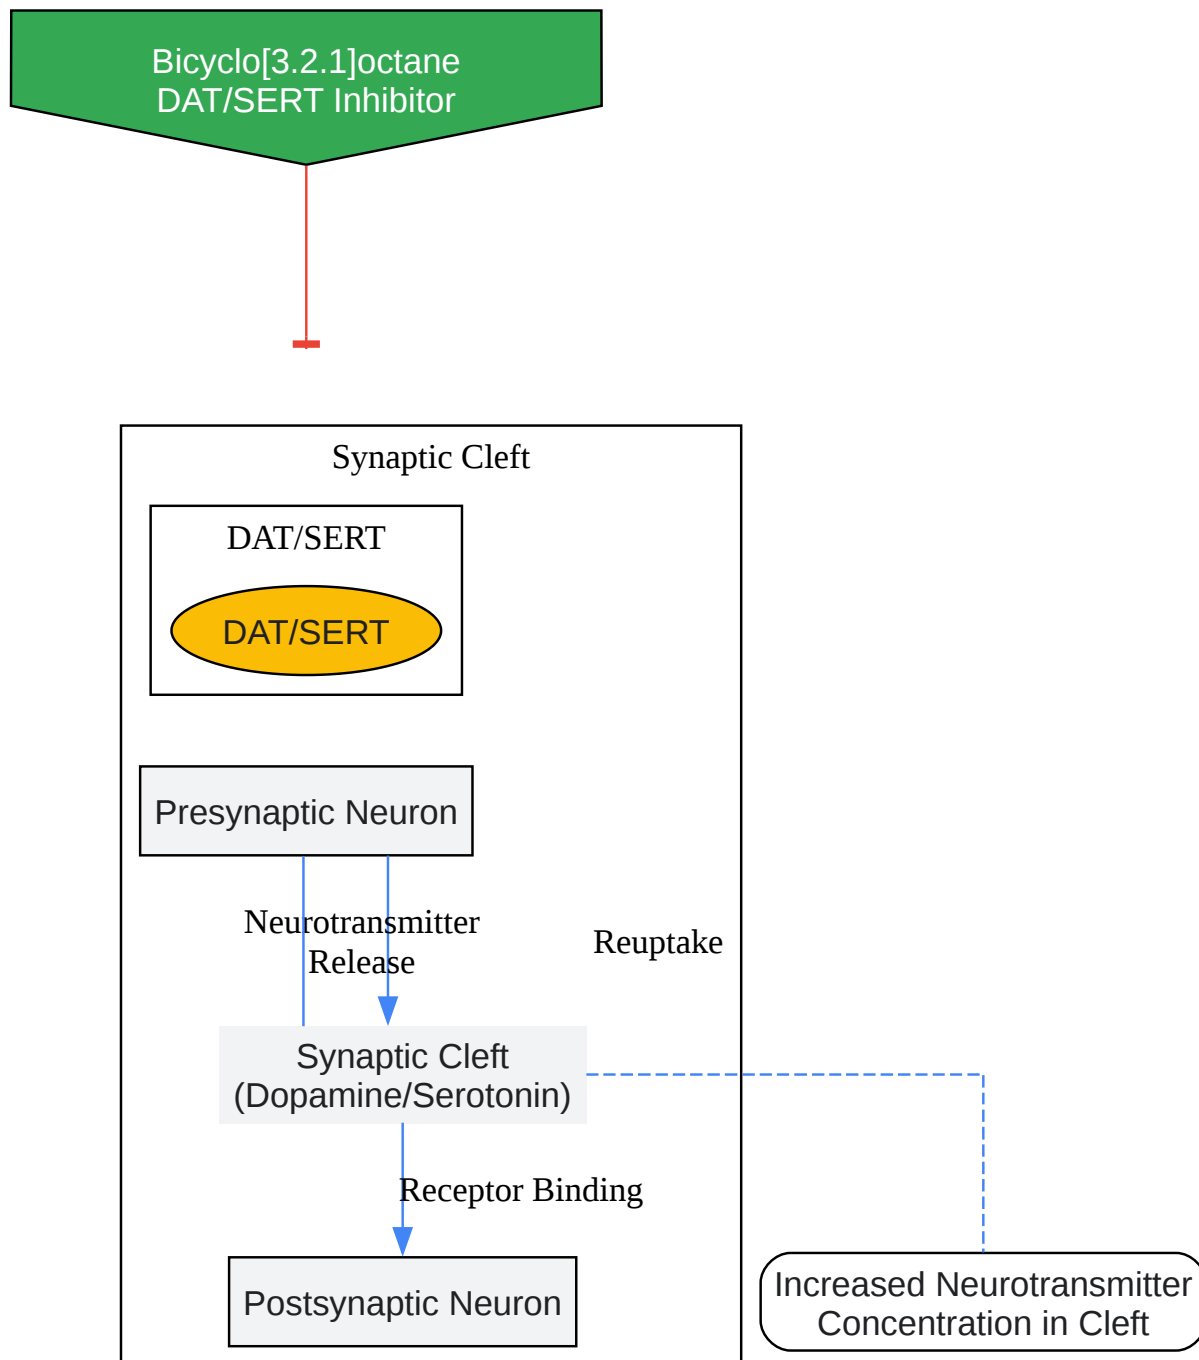 Bicyclo[3.2.1]octane
DAT/SERT Inhibitor
Synaptic Cleft
DAT/SERT
DAT/SERT
Presynaptic Neuron
Neurotransmitter
Release
Reuptake
Synaptic Cleft
(Dopamine/Serotonin)
Receptor Binding
Postsynaptic Neuron
Increased Neurotransmitter
Concentration in Cleft